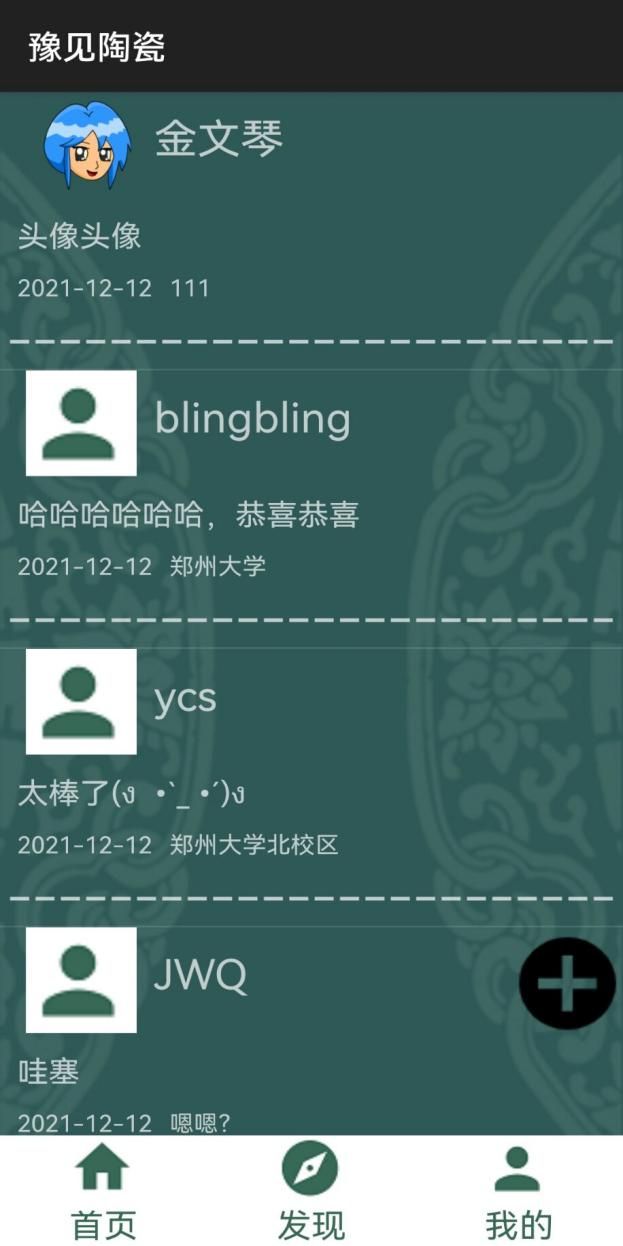 豫见陶瓷
金文琴
头像头像
2021-12-12 111
blingbling
哈哈哈哈哈哈，恭喜恭喜
2021-12-12 郑州大学
ycs
太棒了(ง •̀_•́)ง
2021-12-12 郑州大学北校区
JWQ
哇塞
2021-12-12 嗯嗯？
首页 发现 我的